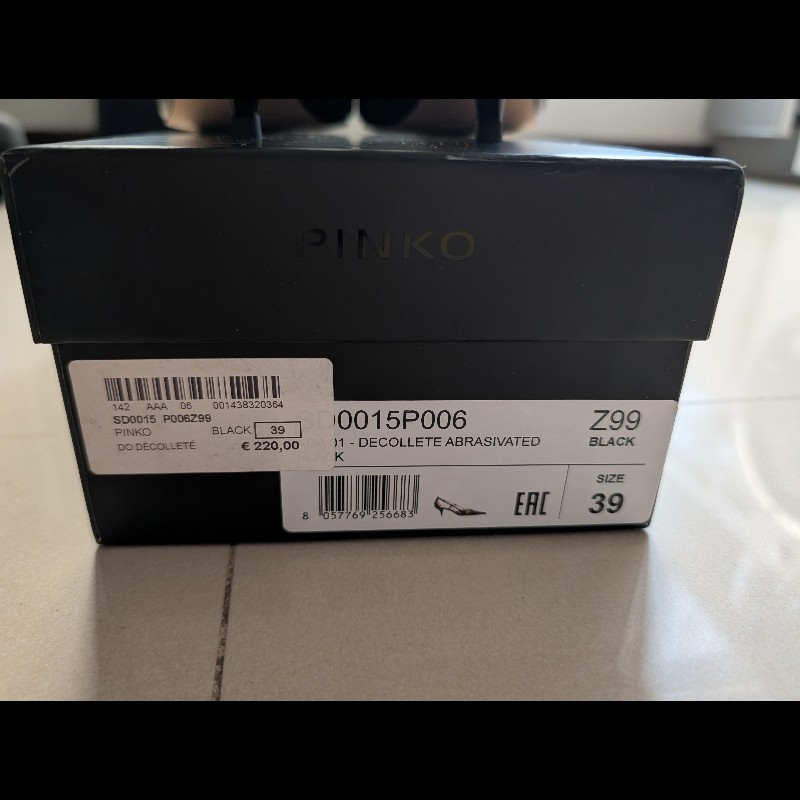 PINKO
142 AAA 06 001438320364
SD0015 P006Z99
PINKO BLACK 39
DO DÉCOLLETÉ € 220,00
D0015P006 Z99
01 - DECOLLETE ABRASIVATED BLACK
K
SIZE
8 057769 256683 EAC 39